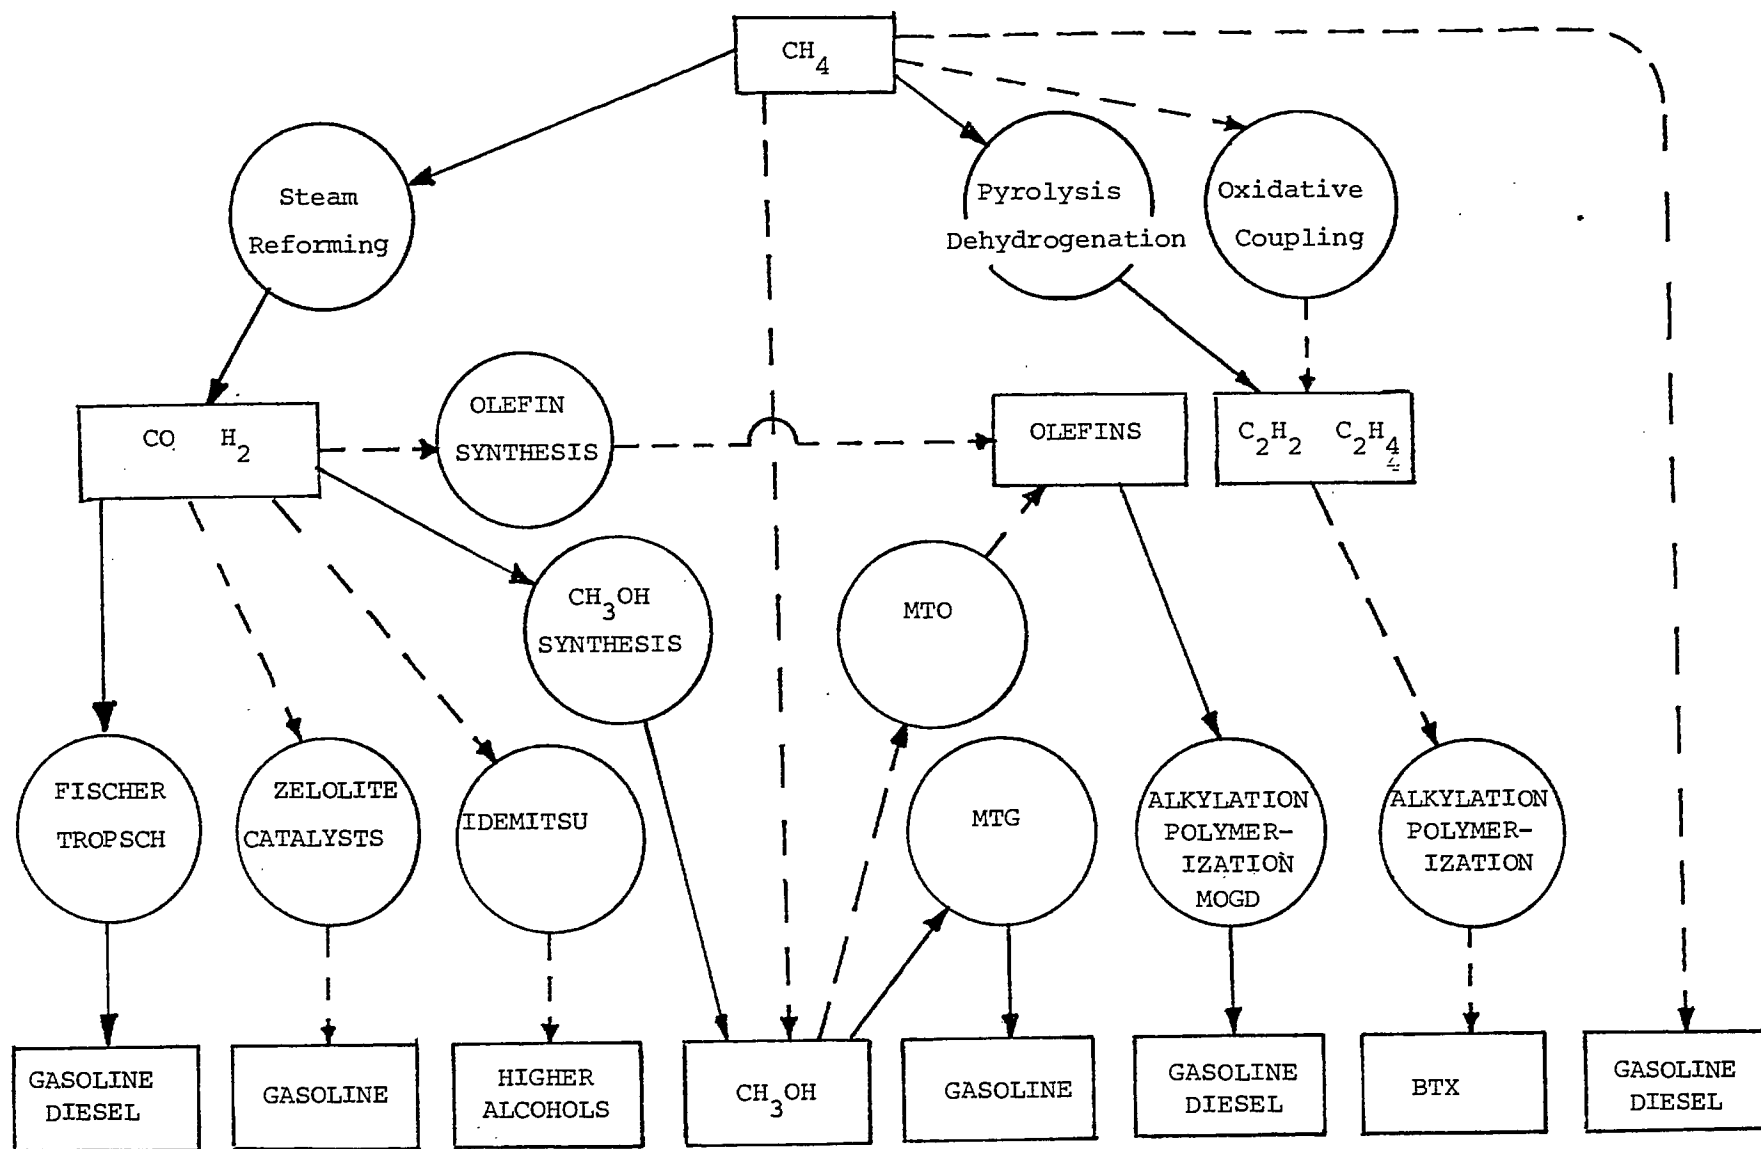 CH4
Steam
Reforming
Pyrolysis
Dehydrogenation
Oxidative
Coupling
CO H2
OLEFIN
SYNTHESIS
OLEFINS
C2H2 C2H4
4
CH3OH
SYNTHESIS
MTO
FISCHER
TROPSCH
ZELOLITE
CATALYSTS
IDEMITSU
MTG
ALKYLATION
POLYMER-
IZATION
MOGD
ALKYLATION
POLYMER-
IZATION
GASOLINE
DIESEL
GASOLINE
HIGHER
ALCOHOLS
CH3OH
GASOLINE
GASOLINE
DIESEL
BTX
GASOLINE
DIESEL